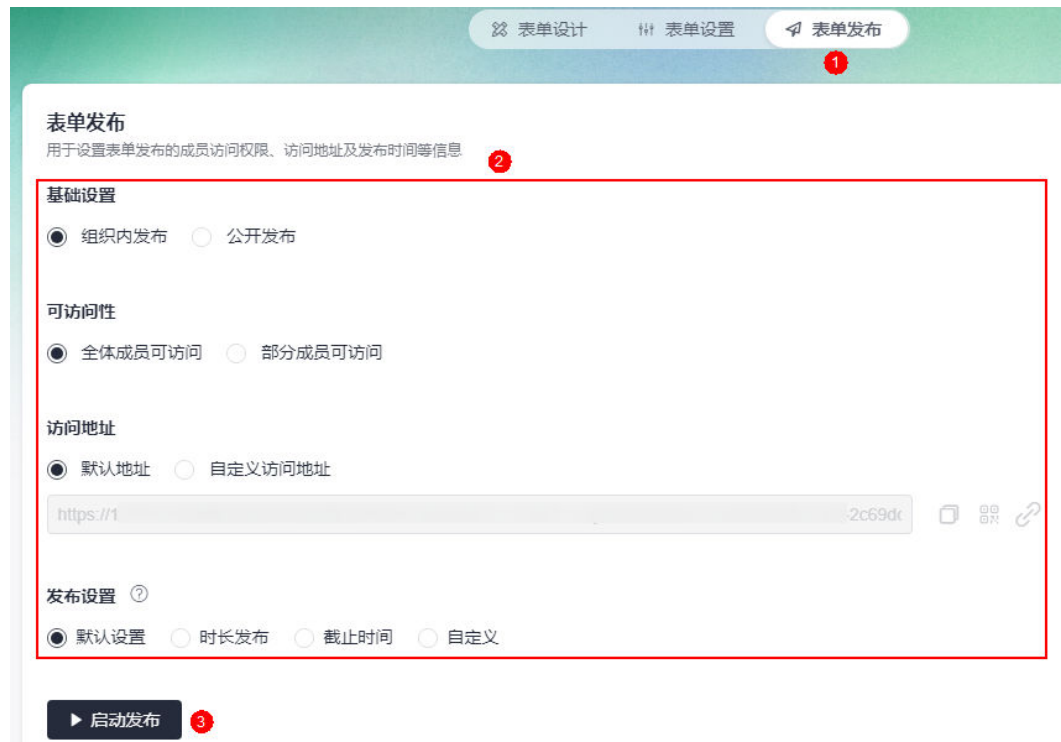 表单设计 表单设置 表单发布
1
表单发布
用于设置表单发布的成员访问权限、访问地址及发布时间等信息
2
基础设置
组织内发布 公开发布
可访问性
全体成员可访问 部分成员可访问
访问地址
默认地址 自定义访问地址
https://1 -2c69d
发布设置 ?
默认设置 时长发布 截止时间 自定义
启动发布 3